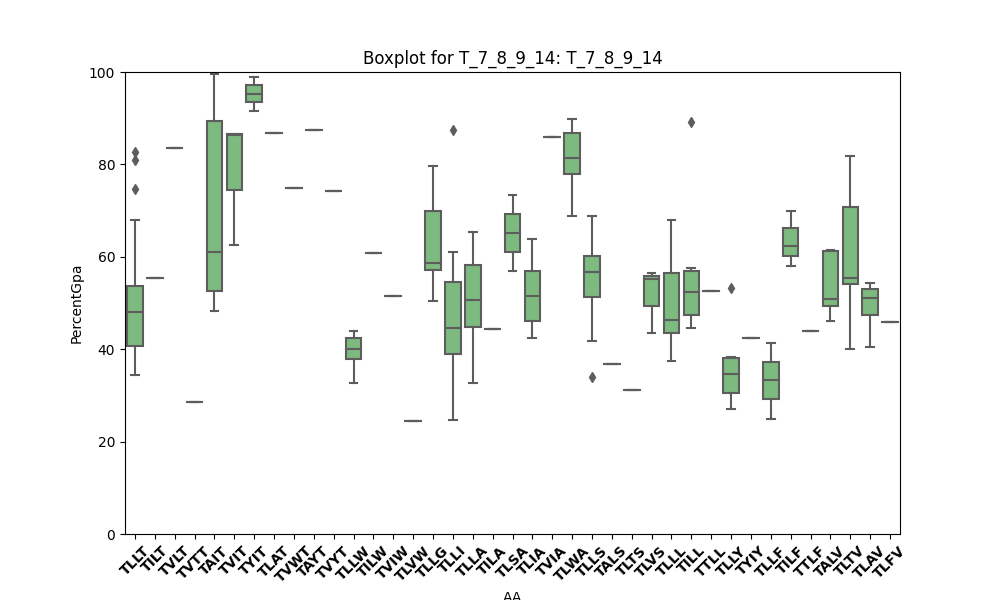 Boxplot for T_7_8_9_14: T_7_8_9_14
100
80
60
40
20
0
PercentGpa
TLLT
TILT
TVLT
TVTT
TAIT
TVIT
TYIT
TLAT
TVWT
TAYT
TVYT
TLLW
TILW
TVIW
TLVW
TLLG
TLLI
TLLA
TILA
TLSA
TLIA
TVIA
TLWA
TLLS
TALS
TLTS
TLVS
TLLL
TILL
TTLL
TLLY
TYIY
TLLF
TILF
TTLF
TALV
TLTV
TLAV
TLFV
AA